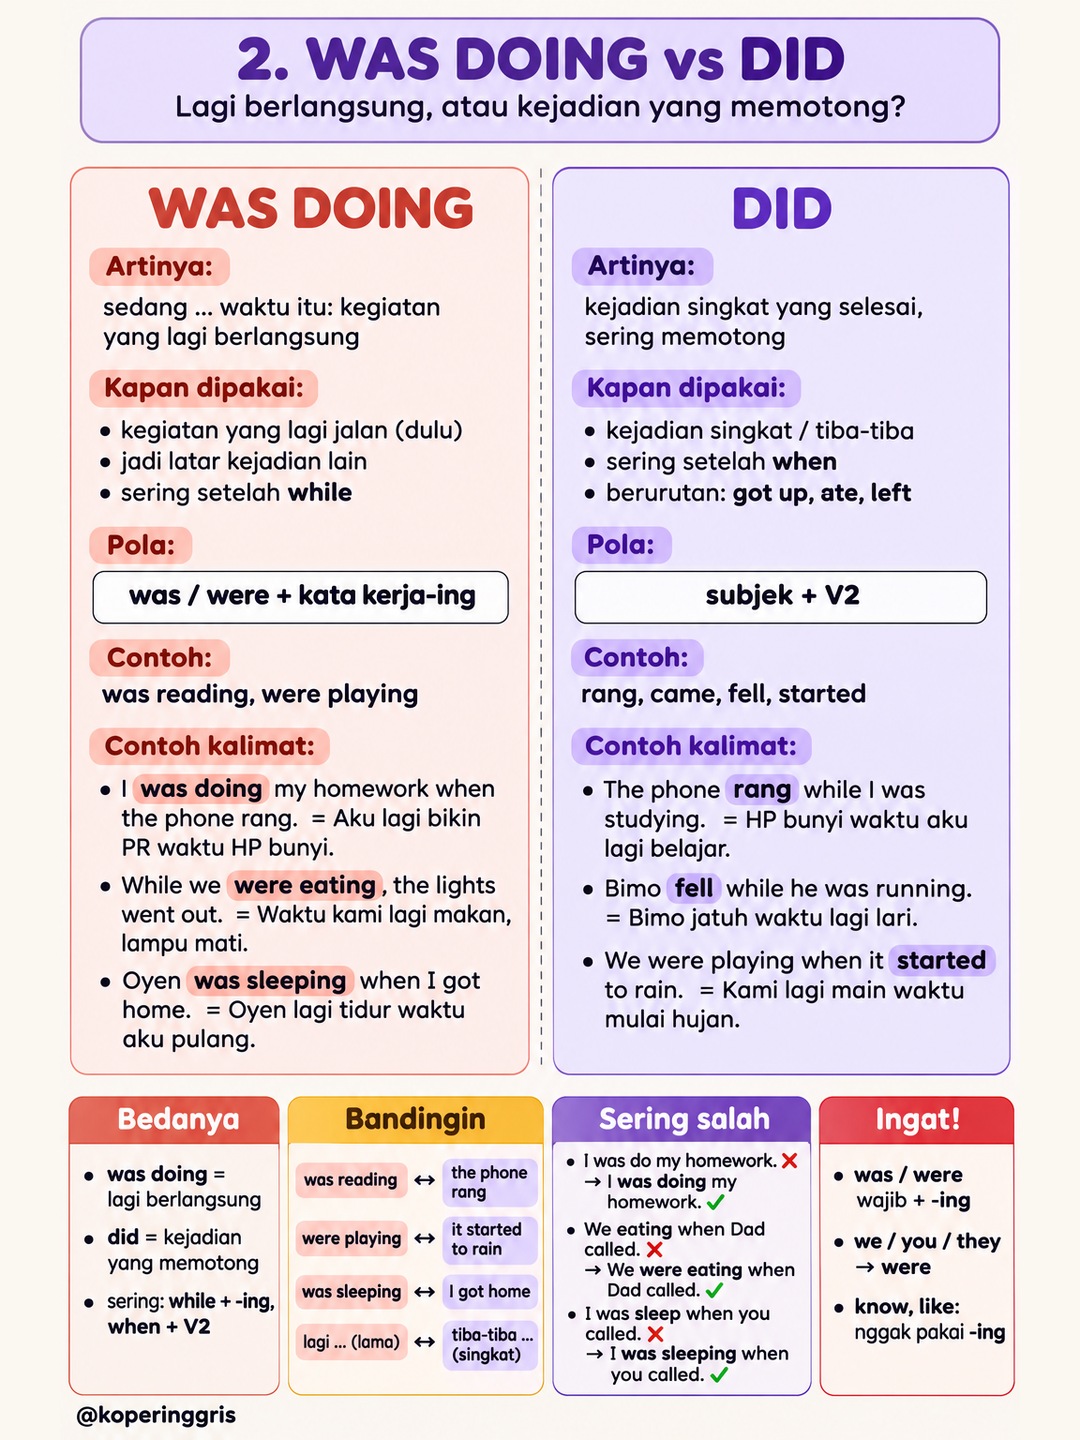 2. WAS DOING vs DID
Lagi berlangsung, atau kejadian yang memotong?
WAS DOING
Artinya:
sedang ... waktu itu: kegiatan
yang lagi berlangsung
Kapan dipakai:
• kegiatan yang lagi jalan (dulu)
• jadi latar kejadian lain
• sering setelah while
Pola:
was / were + kata kerja-ing
Contoh:
was reading, were playing
Contoh kalimat:
• I was doing my homework when
the phone rang. = Aku lagi bikin
PR waktu HP bunyi.
• While we were eating, the lights
went out. = Waktu kami lagi makan,
lampu mati.
• Oyen was sleeping when I got
home. = Oyen lagi tidur waktu
aku pulang.
DID
Artinya:
kejadian singkat yang selesai,
sering memotong
Kapan dipakai:
• kejadian singkat / tiba-tiba
• sering setelah when
• berurutan: got up, ate, left
Pola:
subjek + V2
Contoh:
rang, came, fell, started
Contoh kalimat:
• The phone rang while I was
studying. = HP bunyi waktu aku
lagi belajar.
• Bimo fell while he was running.
= Bimo jatuh waktu lagi lari.
• We were playing when it started
to rain. = Kami lagi main waktu
mulai hujan.
Bedanya
• was doing =
lagi berlangsung
• did = kejadian
yang memotong
• sering: while + -ing,
when + V2
Bandingin
was reading ↔ the phone
rang
were playing ↔ it started
to rain
was sleeping ↔ I got home
lagi ... (lama) ↔ tiba-tiba ...
(singkat)
Sering salah
• I was do my homework. ❌
→ I was doing my
homework. ✓
• We eating when Dad
called. ❌
→ We were eating when
Dad called. ✓
• I was sleep when you
called. ❌
→ I was sleeping when
you called. ✓
Ingat!
• was / were
wajib + -ing
• we / you / they
→ were
• know, like:
nggak pakai -ing
@koperinggris